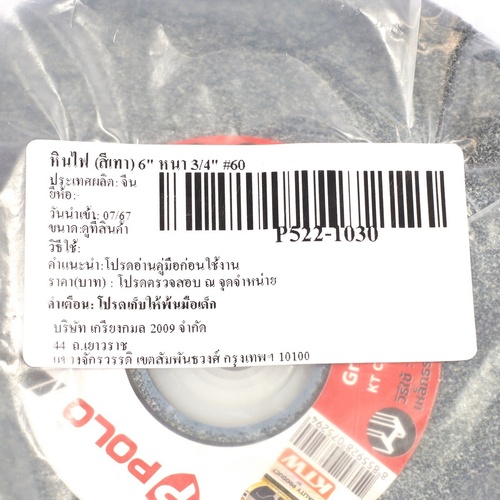 หินไฟ (สีเทา) 6" หนา 3/4" #60
ประเทศผลิต: จีน
ยี่ห้อ:-
วันนำเข้า: 07/67
ขนาด:ดูที่สินค้า
วิธีใช้:
P522-1030
คำแนะนำ:โปรดอ่านคู่มือก่อนใช้งาน
ราคา(บาท) : โปรดตรวจสอบ ณ จุดจำหน่าย
คำเตือน: โปรดเก็บให้พ้นมือเด็ก
บริษัท เกรียงกมล 2009 จำกัด
44 ถ.เยาวราช
แขวงจักรวรรดิ เขตสัมพันธวงศ์ กรุงเทพฯ 10100
POLO
KTW
วิธีใช้